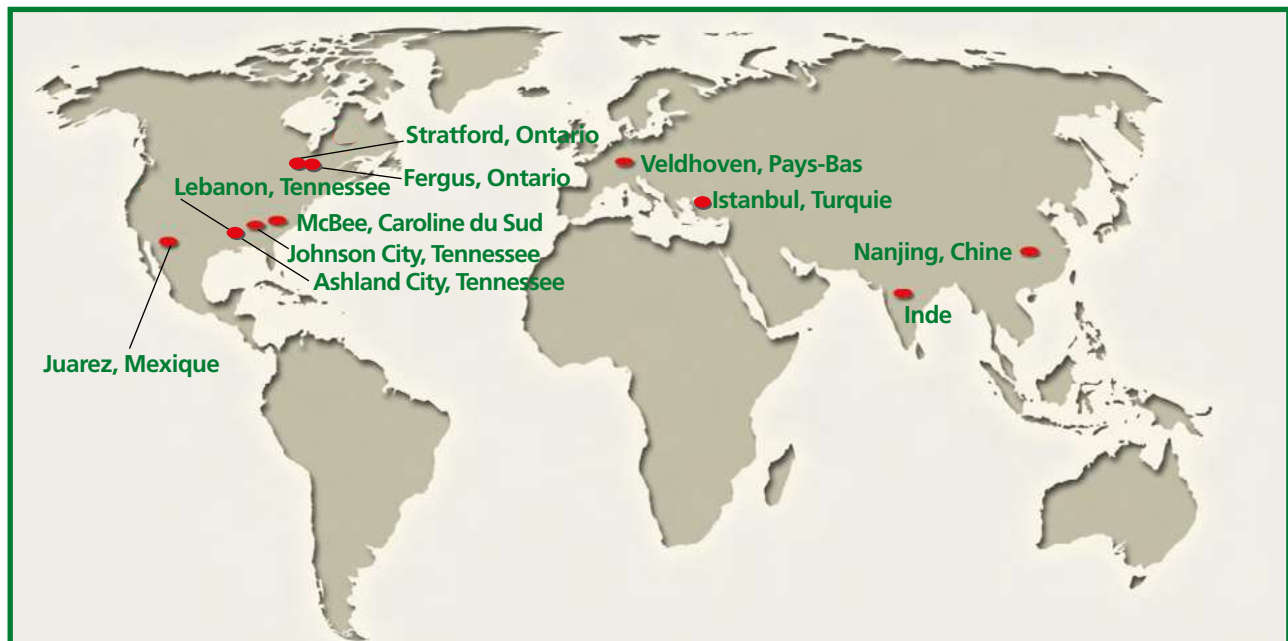 Stratford, Ontario
Fergus, Ontario
Lebanon, Tennessee
McBee, Caroline du Sud
Johnson City, Tennessee
Ashland City, Tennessee
Juarez, Mexique
Veldhoven, Pays-Bas
Istanbul, Turquie
Nanjing, Chine
Inde